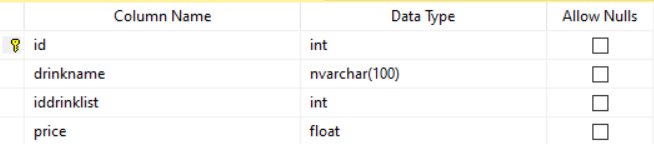 Column Name Data Type Allow Nulls
id int
drinkname nvarchar(100)
iddrinklist int
price float